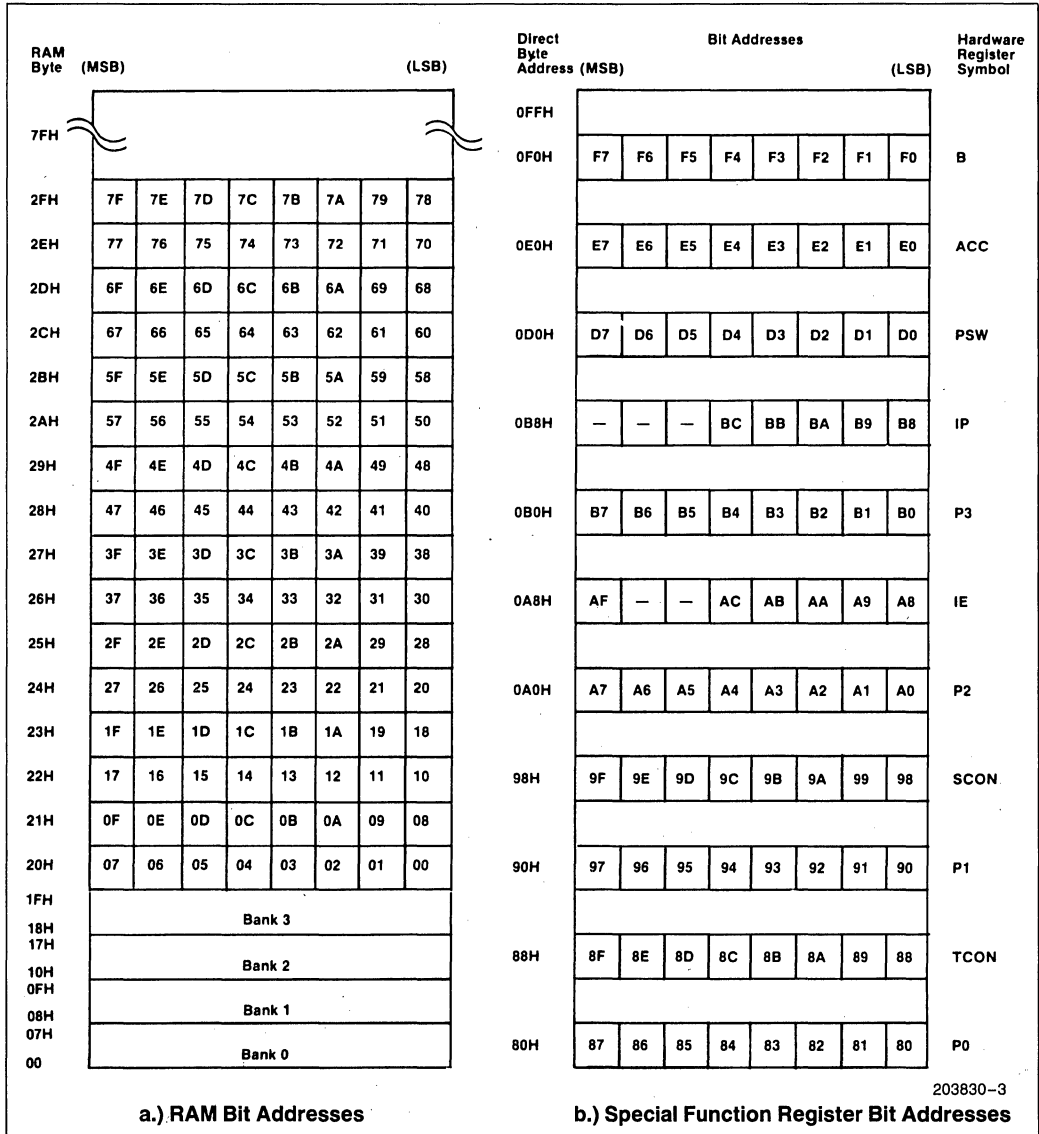 RAM
Byte (MSB) (LSB)
7FH
2FH 7F 7E 7D 7C 7B 7A 79 78
2EH 77 76 75 74 73 72 71 70
2DH 6F 6E 6D 6C 6B 6A 69 68
2CH 67 66 65 64 63 62 61 60
2BH 5F 5E 5D 5C 5B 5A 59 58
2AH 57 56 55 54 53 52 51 50
29H 4F 4E 4D 4C 4B 4A 49 48
28H 47 46 45 44 43 42 41 40
27H 3F 3E 3D 3C 3B 3A 39 38
26H 37 36 35 34 33 32 31 30
25H 2F 2E 2D 2C 2B 2A 29 28
24H 27 26 25 24 23 22 21 20
23H 1F 1E 1D 1C 1B 1A 19 18
22H 17 16 15 14 13 12 11 10
21H 0F 0E 0D 0C 0B 0A 09 08
20H 07 06 05 04 03 02 01 00
1FH
Bank 3
18H
17H
Bank 2
10H
0FH
Bank 1
08H
07H
Bank 0
00
a.) RAM Bit Addresses
Direct Bit Addresses Hardware
Byte Register
Address (MSB) (LSB) Symbol
0FFH
0F0H F7 F6 F5 F4 F3 F2 F1 F0 B
0E0H E7 E6 E5 E4 E3 E2 E1 E0 ACC
0D0H D7 D6 D5 D4 D3 D2 D1 D0 PSW
0B8H — — — BC BB BA B9 B8 IP
0B0H B7 B6 B5 B4 B3 B2 B1 B0 P3
0A8H AF — — AC AB AA A9 A8 IE
0A0H A7 A6 A5 A4 A3 A2 A1 A0 P2
98H 9F 9E 9D 9C 9B 9A 99 98 SCON
90H 97 96 95 94 93 92 91 90 P1
88H 8F 8E 8D 8C 8B 8A 89 88 TCON
80H 87 86 85 84 83 82 81 80 P0
203830–3
b.) Special Function Register Bit Addresses